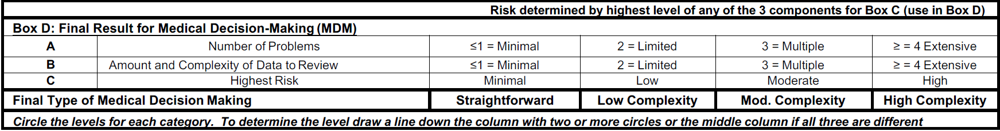 Risk determined by highest level of any of the 3 components for Box C (use in Box D)
Box D: Final Result for Medical Decision-Making (MDM)
A Number of Problems ≤1 = Minimal 2 = Limited 3 = Multiple ≥ = 4 Extensive
B Amount and Complexity of Data to Review ≤1 = Minimal 2 = Limited 3 = Multiple ≥ = 4 Extensive
C Highest Risk Minimal Low Moderate High
Final Type of Medical Decision Making Straightforward Low Complexity Mod. Complexity High Complexity
Circle the levels for each category. To determine the level draw a line down the column with two or more circles or the middle column if all three are different